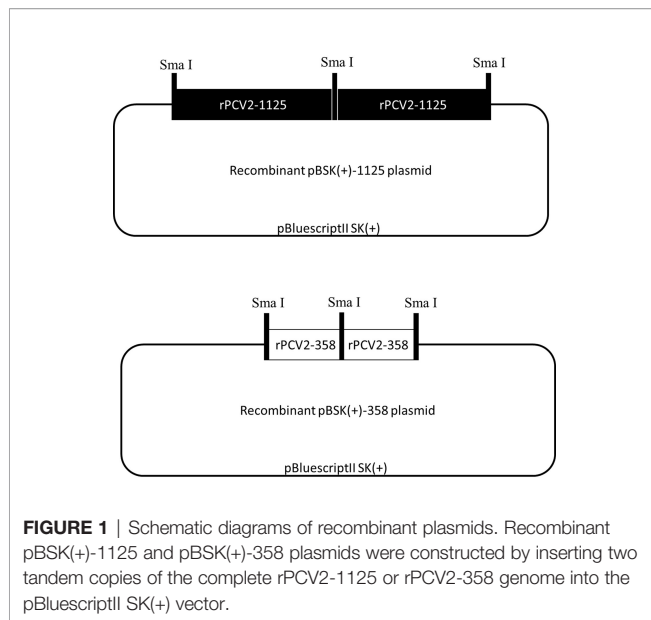 Sma I Sma I Sma I
rPCV2-1125 rPCV2-1125
Recombinant pBSK(+)-1125 plasmid
pBluescriptII SK(+)
Sma I Sma I Sma I
rPCV2-358 rPCV2-358
Recombinant pBSK(+)-358 plasmid
pBluescriptII SK(+)
FIGURE 1 | Schematic diagrams of recombinant plasmids. Recombinant
pBSK(+)-1125 and pBSK(+)-358 plasmids were constructed by inserting two
tandem copies of the complete rPCV2-1125 or rPCV2-358 genome into the
pBluescriptII SK(+) vector.